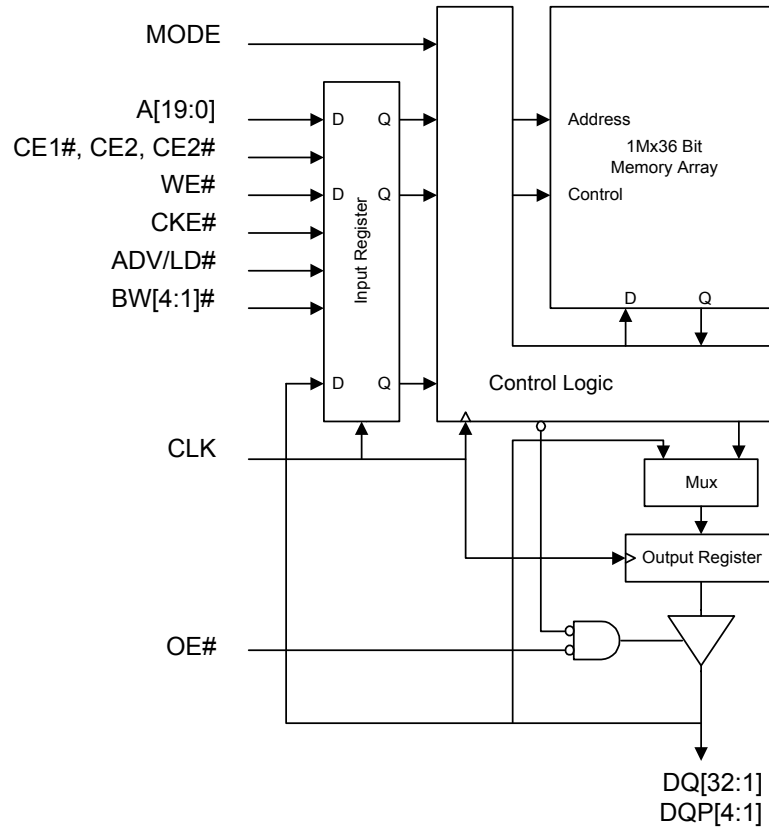 MODE
A[19:0]
CE1#, CE2, CE2#
WE#
CKE#
ADV/LD#
BW[4:1]#
CLK
OE#
D Q
D Q
D Q
Input Register
Address
1Mx36 Bit
Memory Array
Control
D Q
Control Logic
Mux
Output Register
DQ[32:1]
DQP[4:1]